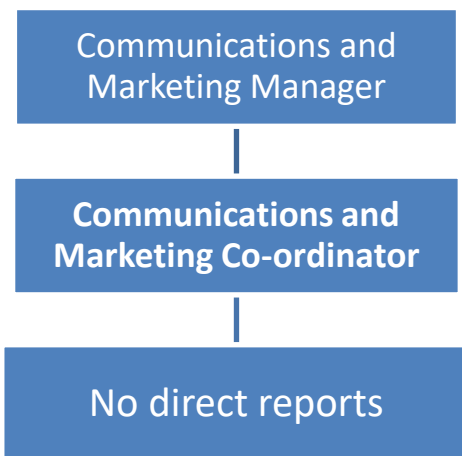 Communications and
Marketing Manager
Communications and
Marketing Co-ordinator
No direct reports